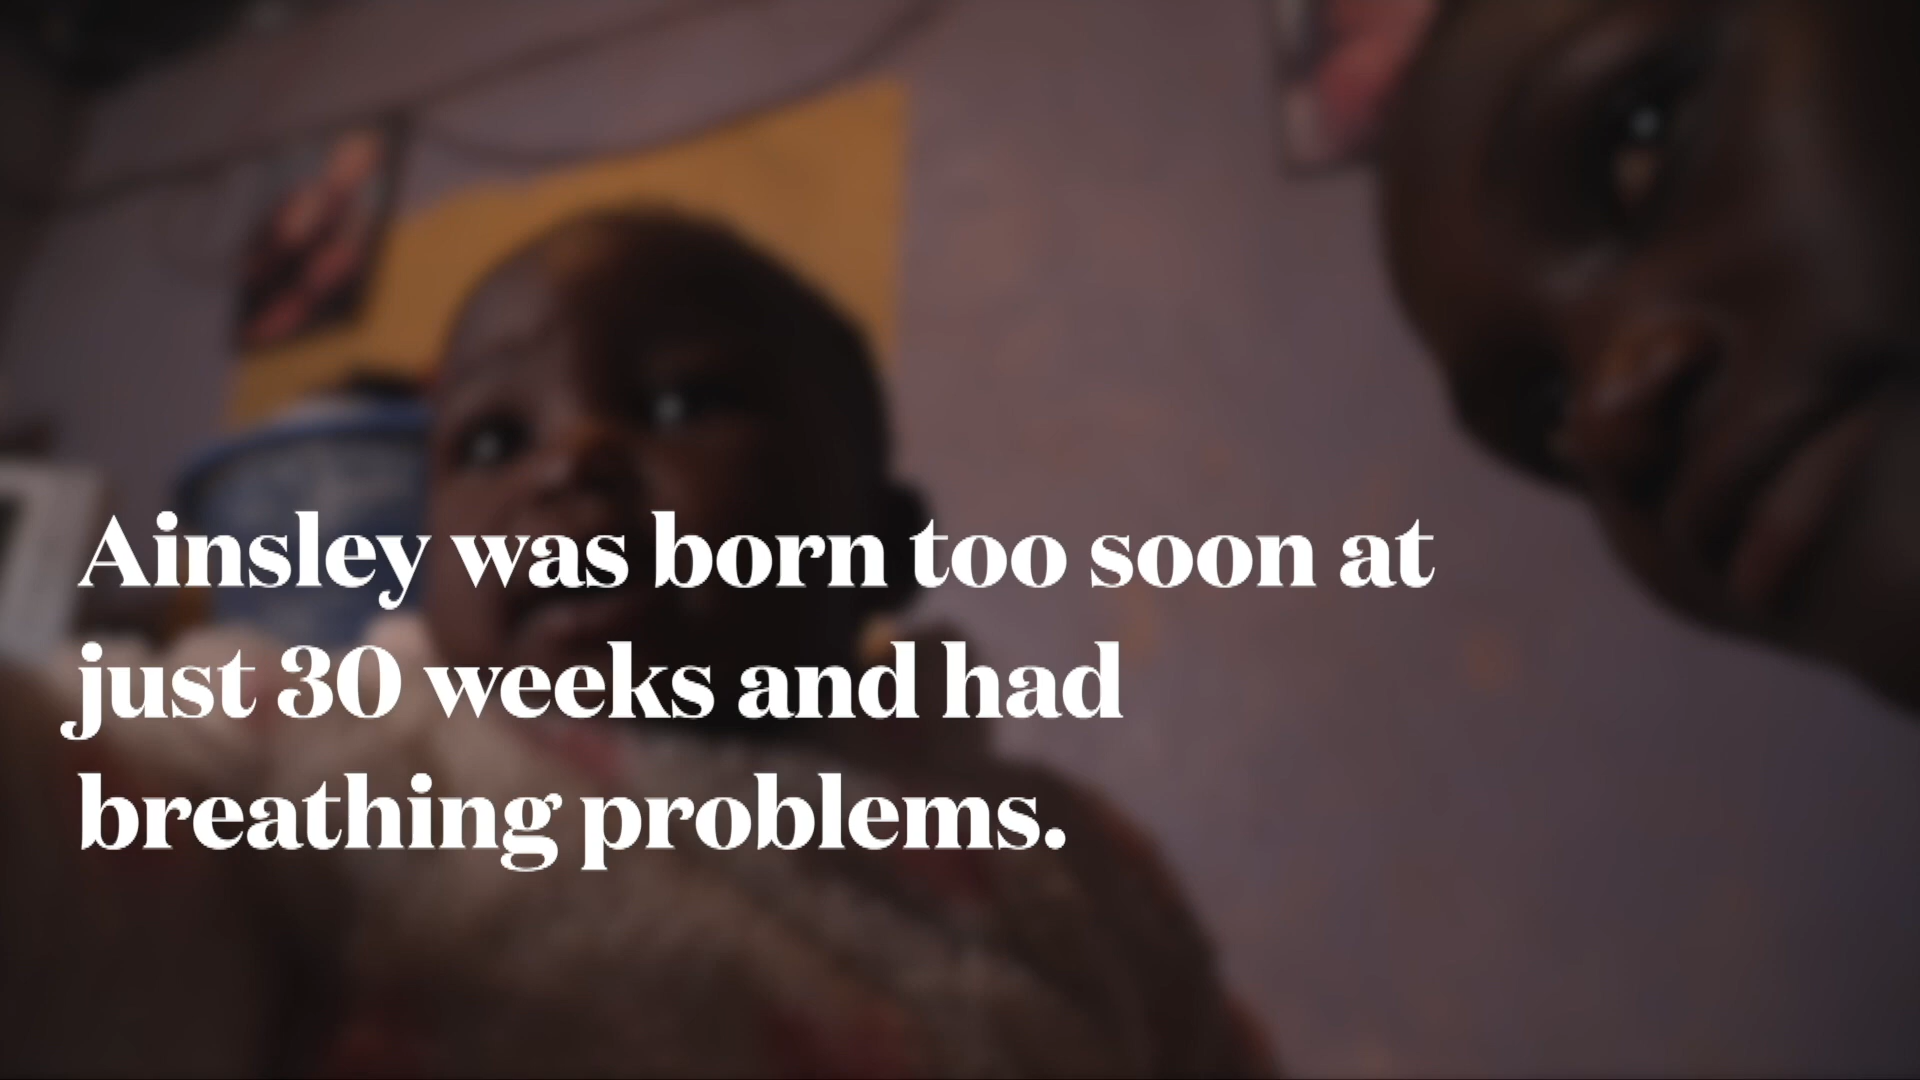 Ainsley was born too soon at
just 30 weeks and had
breathing problems.